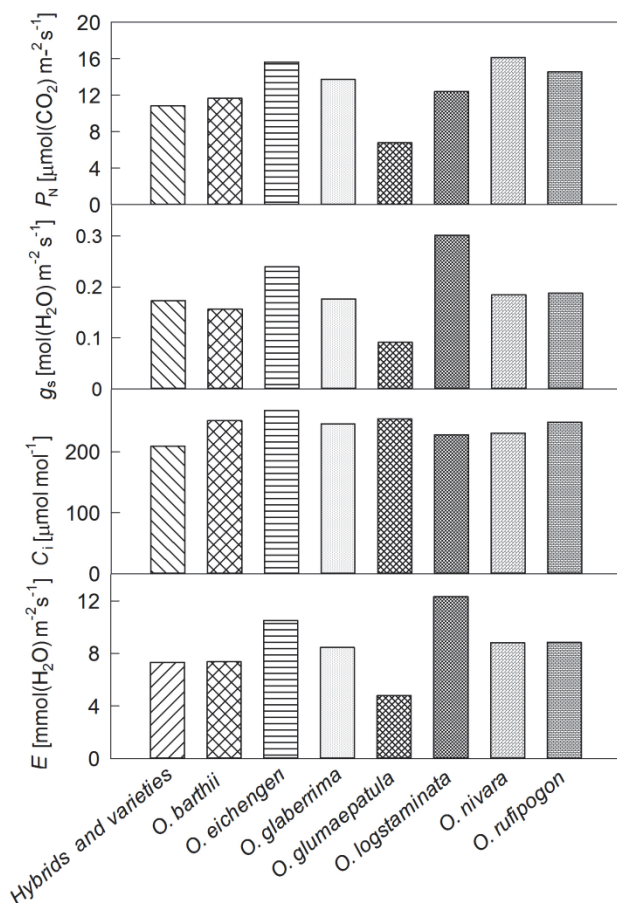 20
16
12
8
4
0
P_N [μmol(CO₂) m⁻² s⁻¹]
0.3
0.2
0.1
0
g_s [mol(H₂O) m⁻² s⁻¹]
200
100
0
C_i [μmol mol⁻¹]
12
8
4
0
E [mmol(H₂O) m⁻²s⁻¹]
Hybrids and varieties
O. barthii
O. eichengeri
O. glaberrima
O. glumaepatula
O. logstaminata
O. nivara
O. rufipogon